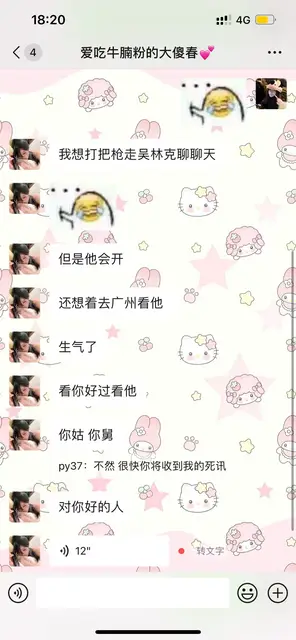 18:20
4G
4
爱吃牛腩粉的大傻春💕
我想打把枪走吴林克聊聊天
但是他会开
还想着去广州看他
生气了
看你好过看他
你姑 你舅
py37：不然 很快你将收到我的死讯
对你好的人
12"
转文字